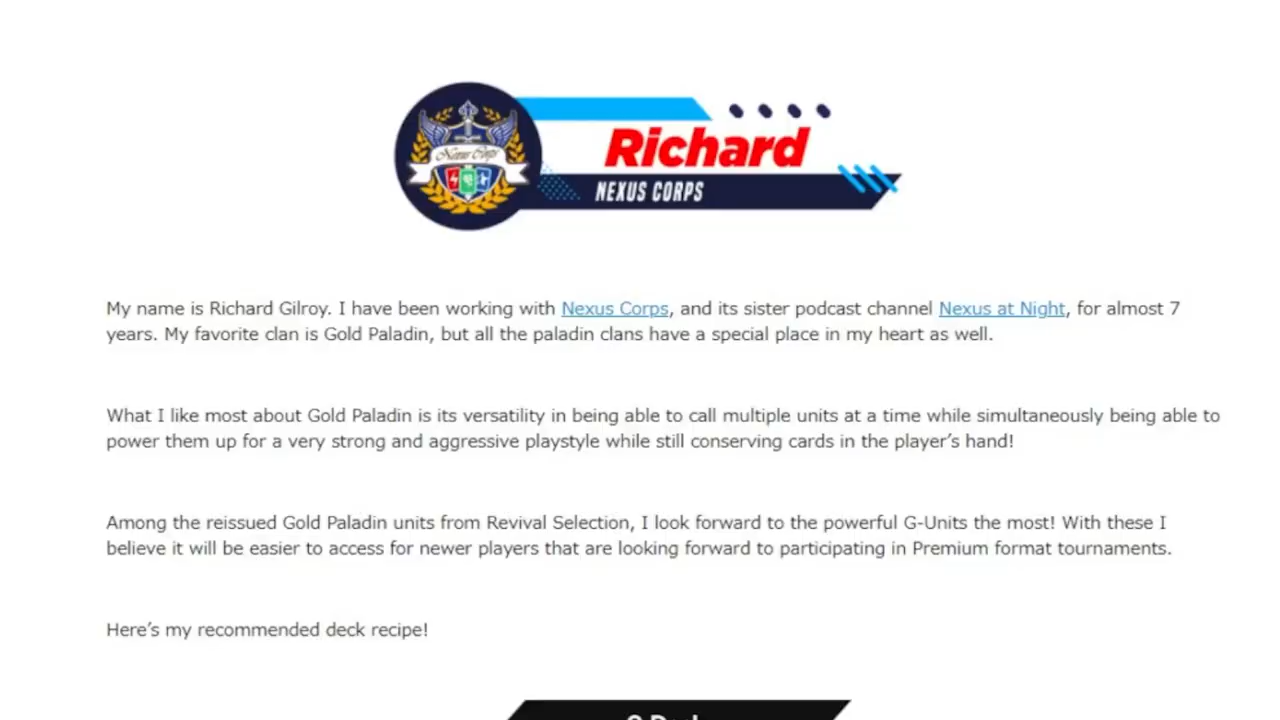 Nexus Corps
Richard
NEXUS CORPS
My name is Richard Gilroy. I have been working with Nexus Corps, and its sister podcast channel Nexus at Night, for almost 7
years. My favorite clan is Gold Paladin, but all the paladin clans have a special place in my heart as well.
What I like most about Gold Paladin is its versatility in being able to call multiple units at a time while simultaneously being able to
power them up for a very strong and aggressive playstyle while still conserving cards in the player’s hand!
Among the reissued Gold Paladin units from Revival Selection, I look forward to the powerful G-Units the most! With these I
believe it will be easier to access for newer players that are looking forward to participating in Premium format tournaments.
Here’s my recommended deck recipe!